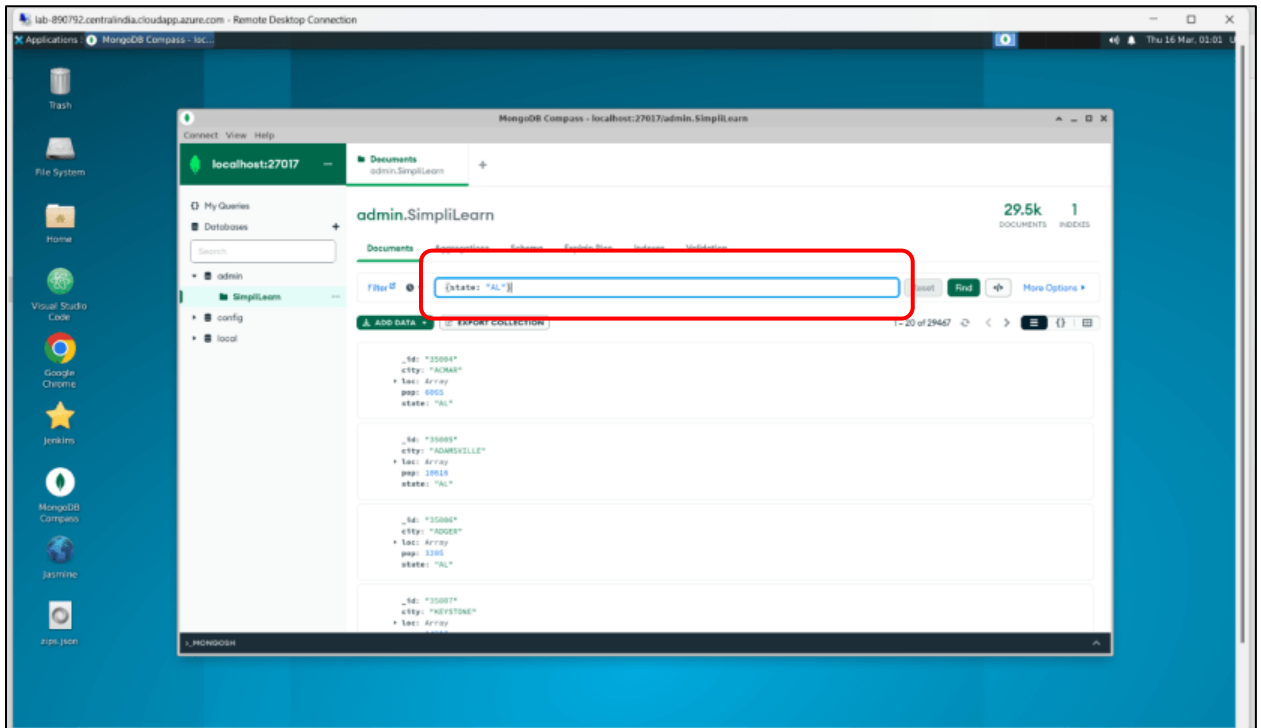 lab-890792.centralindia.cloudapp.azure.com - Remote Desktop Connection
Applications : MongoDB Compass - loc...
Thu 16 Mar, 01:01 U
Trash
File System
Home
Visual Studio
Code
Google
Chrome
Jenkins
MongoDB
Compass
Jasmine
zips.json
MongoDB Compass - localhost:27017/admin.SimpliLearn
Connect View Help
localhost:27017
Documents
admin.SimpliLearn
My Queries
Databases
Search
admin
SimpliLearn
config
local
admin.SimpliLearn
29.5k DOCUMENTS
1 INDEXES
Documents Aggregations Schema Explain Plan Indexes Validation
Filter
{state: "AL"}
Reset Find More Options
ADD DATA EXPORT COLLECTION
1 - 20 of 29467
_id: "35004"
city: "ACMAR"
loc: Array
pop: 6055
state: "AL"
_id: "35005"
city: "ADAMSVILLE"
loc: Array
pop: 10616
state: "AL"
_id: "35006"
city: "ADGER"
loc: Array
pop: 3205
state: "AL"
_id: "35007"
city: "KEYSTONE"
loc: Array
>_MONGOSH